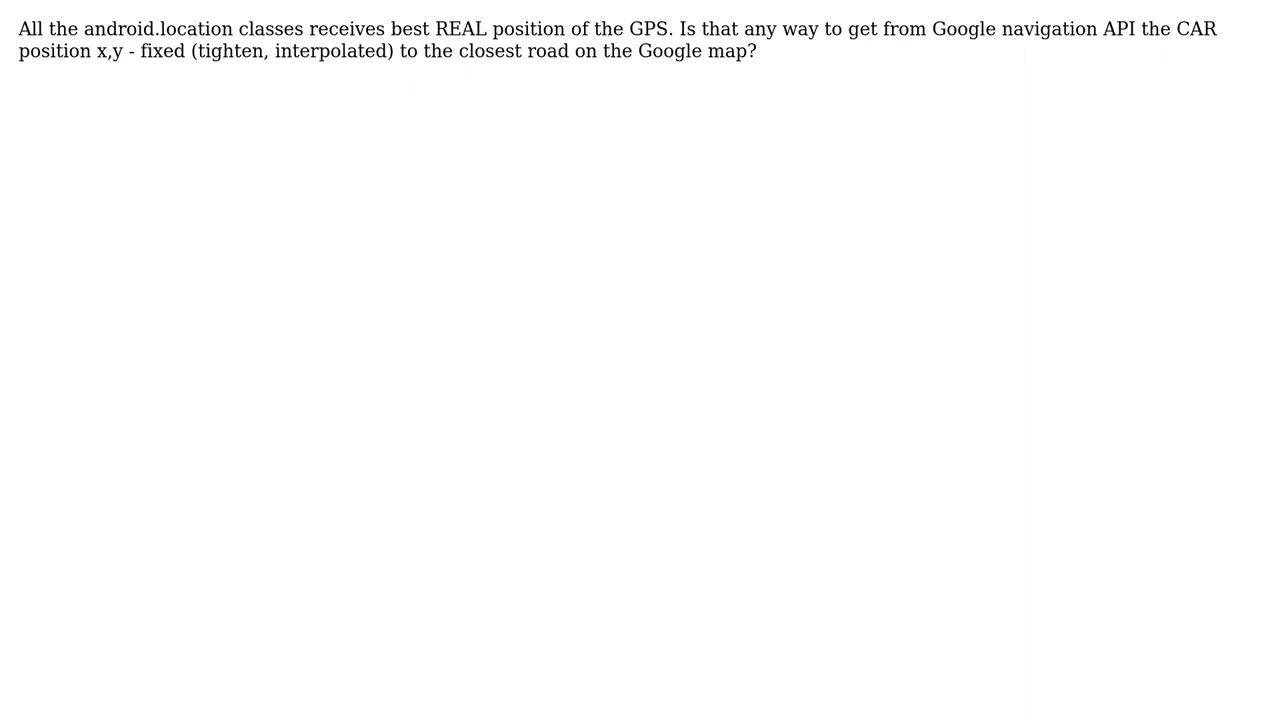 All the android.location classes receives best REAL position of the GPS. Is that any way to get from Google navigation API the CAR
position x,y - fixed (tighten, interpolated) to the closest road on the Google map?